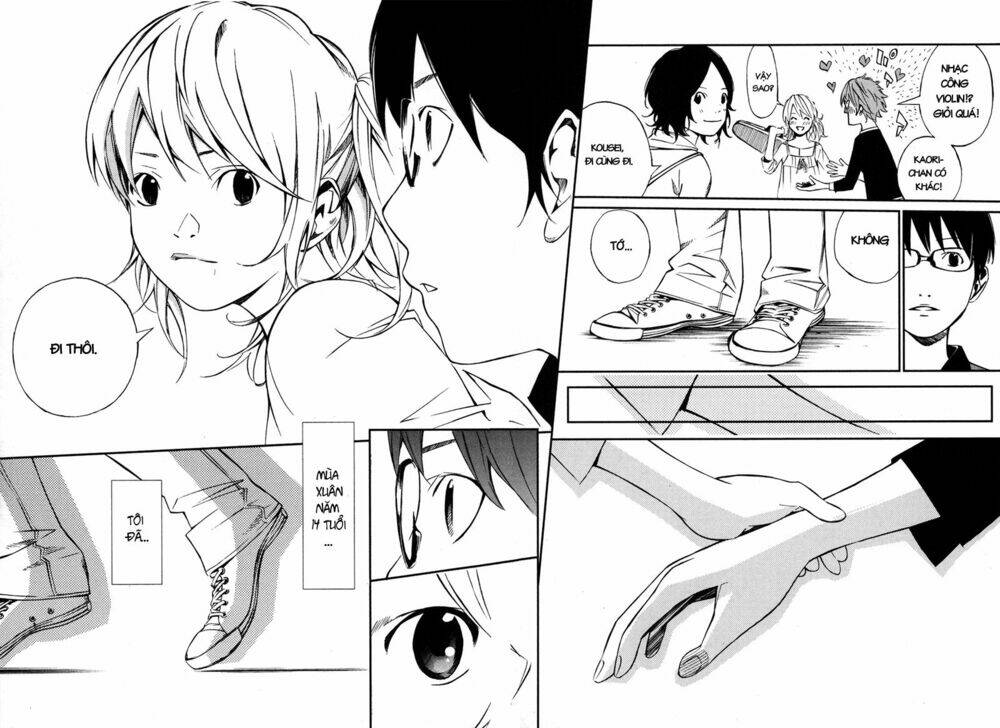 NHẠC
CÔNG
VIOLIN!?
GIỎI QUÁ!
KAORI-
CHAN CÓ
KHÁC!
VẬY
SAO?
KOUSEI,
ĐI CÙNG ĐI.
KHÔNG
TỚ...
ĐI THÔI.
MÙA
XUÂN
NĂM
14 TUỔI
...
TÔI
ĐÃ...